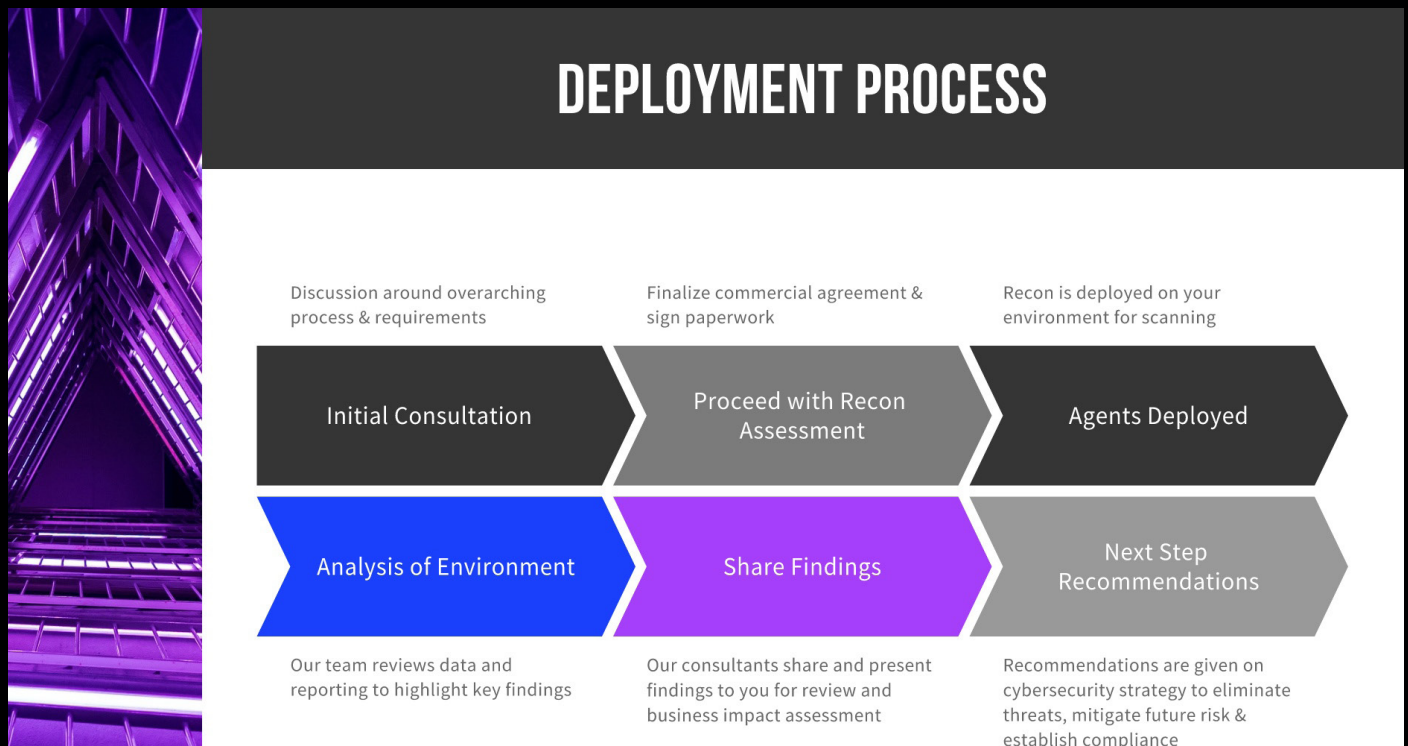 DEPLOYMENT PROCESS
Discussion around overarching
process & requirements
Finalize commercial agreement &
sign paperwork
Recon is deployed on your
environment for scanning
Initial Consultation
Proceed with Recon
Assessment
Agents Deployed
Analysis of Environment
Share Findings
Next Step
Recommendations
Our team reviews data and
reporting to highlight key findings
Our consultants share and present
findings to you for review and
business impact assessment
Recommendations are given on
cybersecurity strategy to eliminate
threats, mitigate future risk &
establish compliance